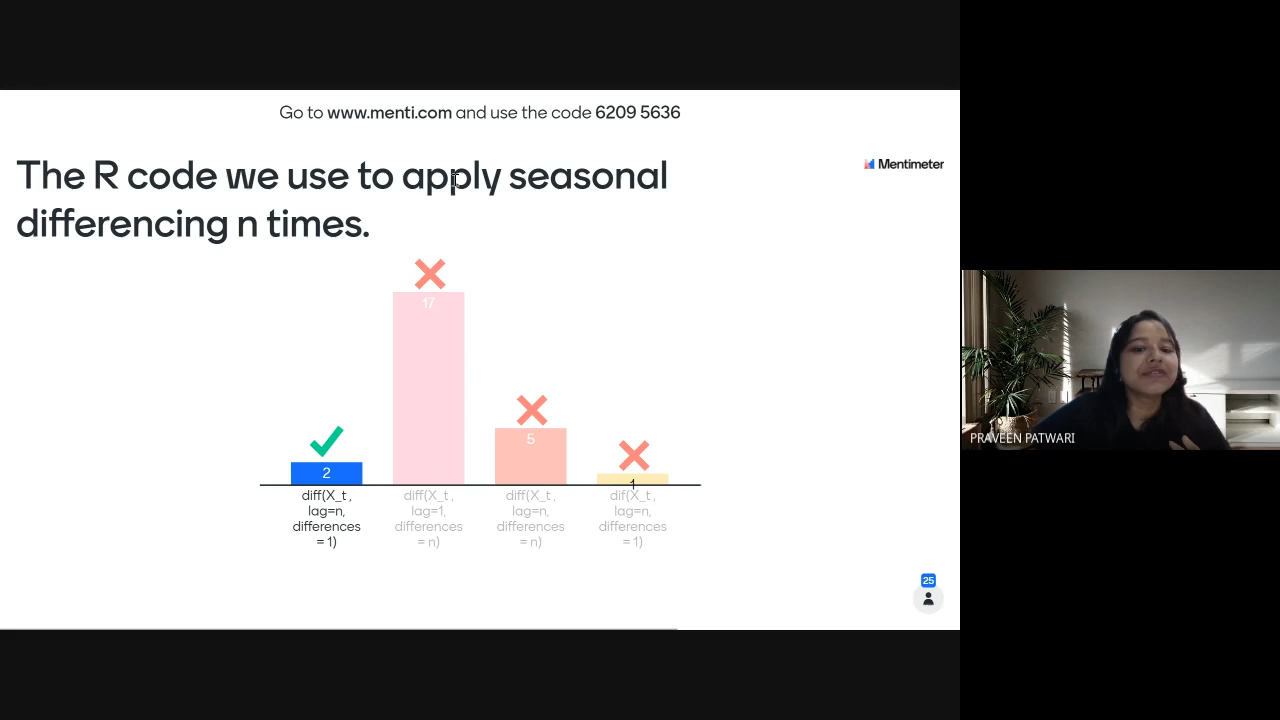 Go to www.menti.com and use the code 6209 5636
Mentimeter
The R code we use to apply seasonal
differencing n times.
17
5
2
1
diff(X_t ,
lag=n,
differences
= 1)
diff(X_t ,
lag=1,
differences
= n)
diff(X_t ,
lag=n,
differences
= n)
dif(X_t ,
lag=n,
differences
= 1)
25
PRAVEEN PATWARI